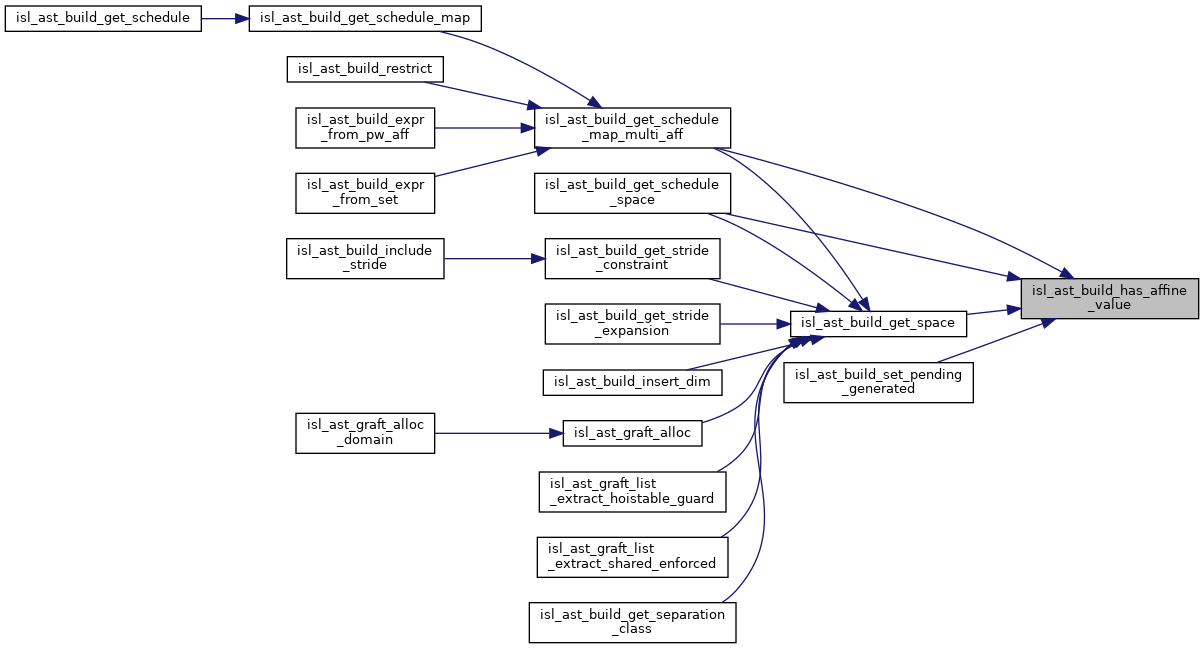 isl_ast_build_get_schedule
isl_ast_build_get_schedule_map
isl_ast_build_restrict
isl_ast_build_expr
_from_pw_aff
isl_ast_build_get_schedule
_map_multi_aff
isl_ast_build_expr
_from_set
isl_ast_build_get_schedule
_space
isl_ast_build_include
_stride
isl_ast_build_get_stride
_constraint
isl_ast_build_has_affine
_value
isl_ast_build_get_stride
_expansion
isl_ast_build_get_space
isl_ast_build_insert_dim
isl_ast_build_set_pending
_generated
isl_ast_graft_alloc
_domain
isl_ast_graft_alloc
isl_ast_graft_list
_extract_hoistable_guard
isl_ast_graft_list
_extract_shared_enforced
isl_ast_build_get_separation
_class